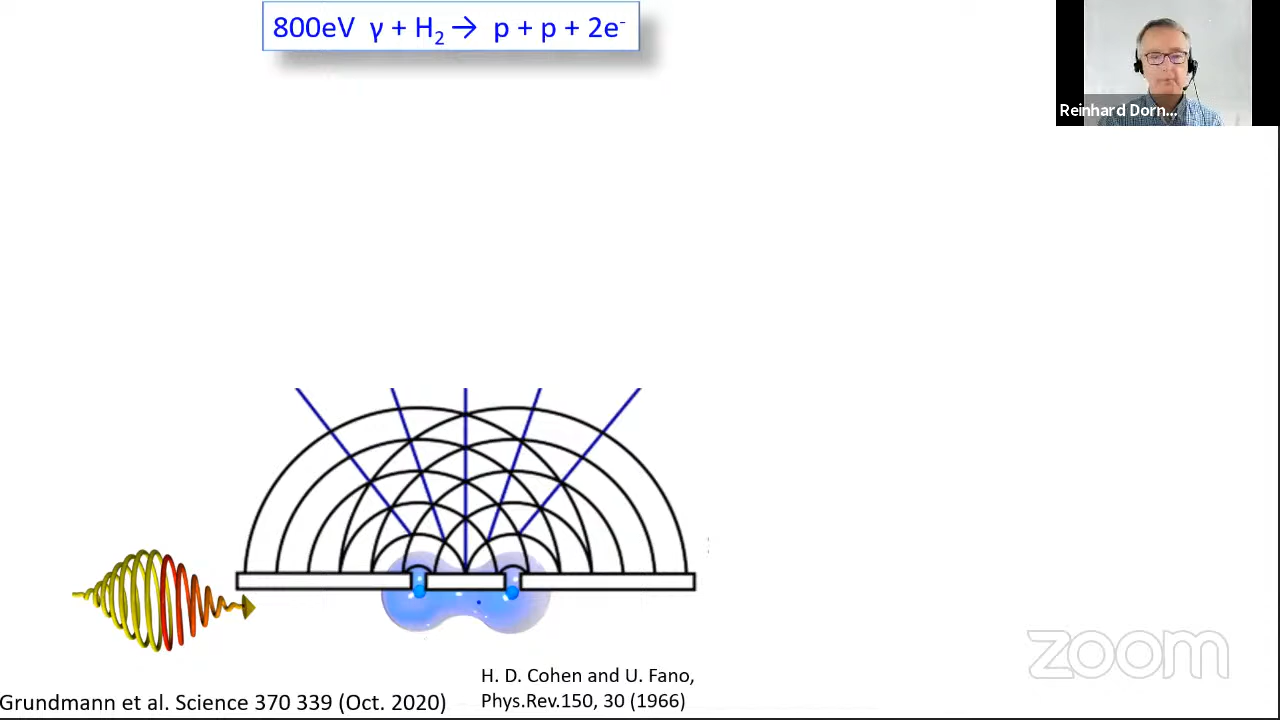 800eV γ + H₂ → p + p + 2e⁻
Reinhard Dorn...
H. D. Cohen and U. Fano,
Phys.Rev.150, 30 (1966)
Grundmann et al. Science 370 339 (Oct. 2020)
zoom